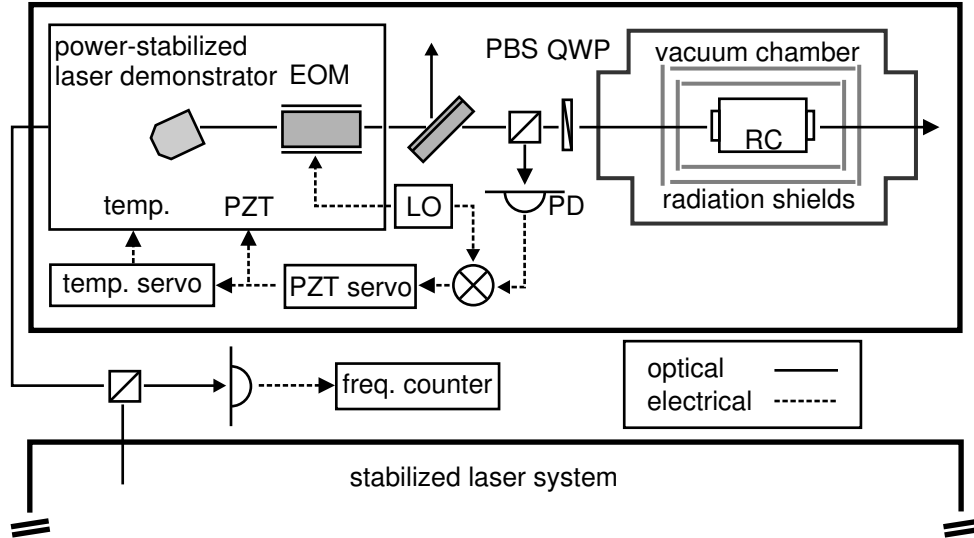 power-stabilized
laser demonstrator
EOM
PBS QWP
vacuum chamber
RC
radiation shields
temp.
PZT
LO
PD
temp. servo
PZT servo
freq. counter
optical
electrical
stabilized laser system